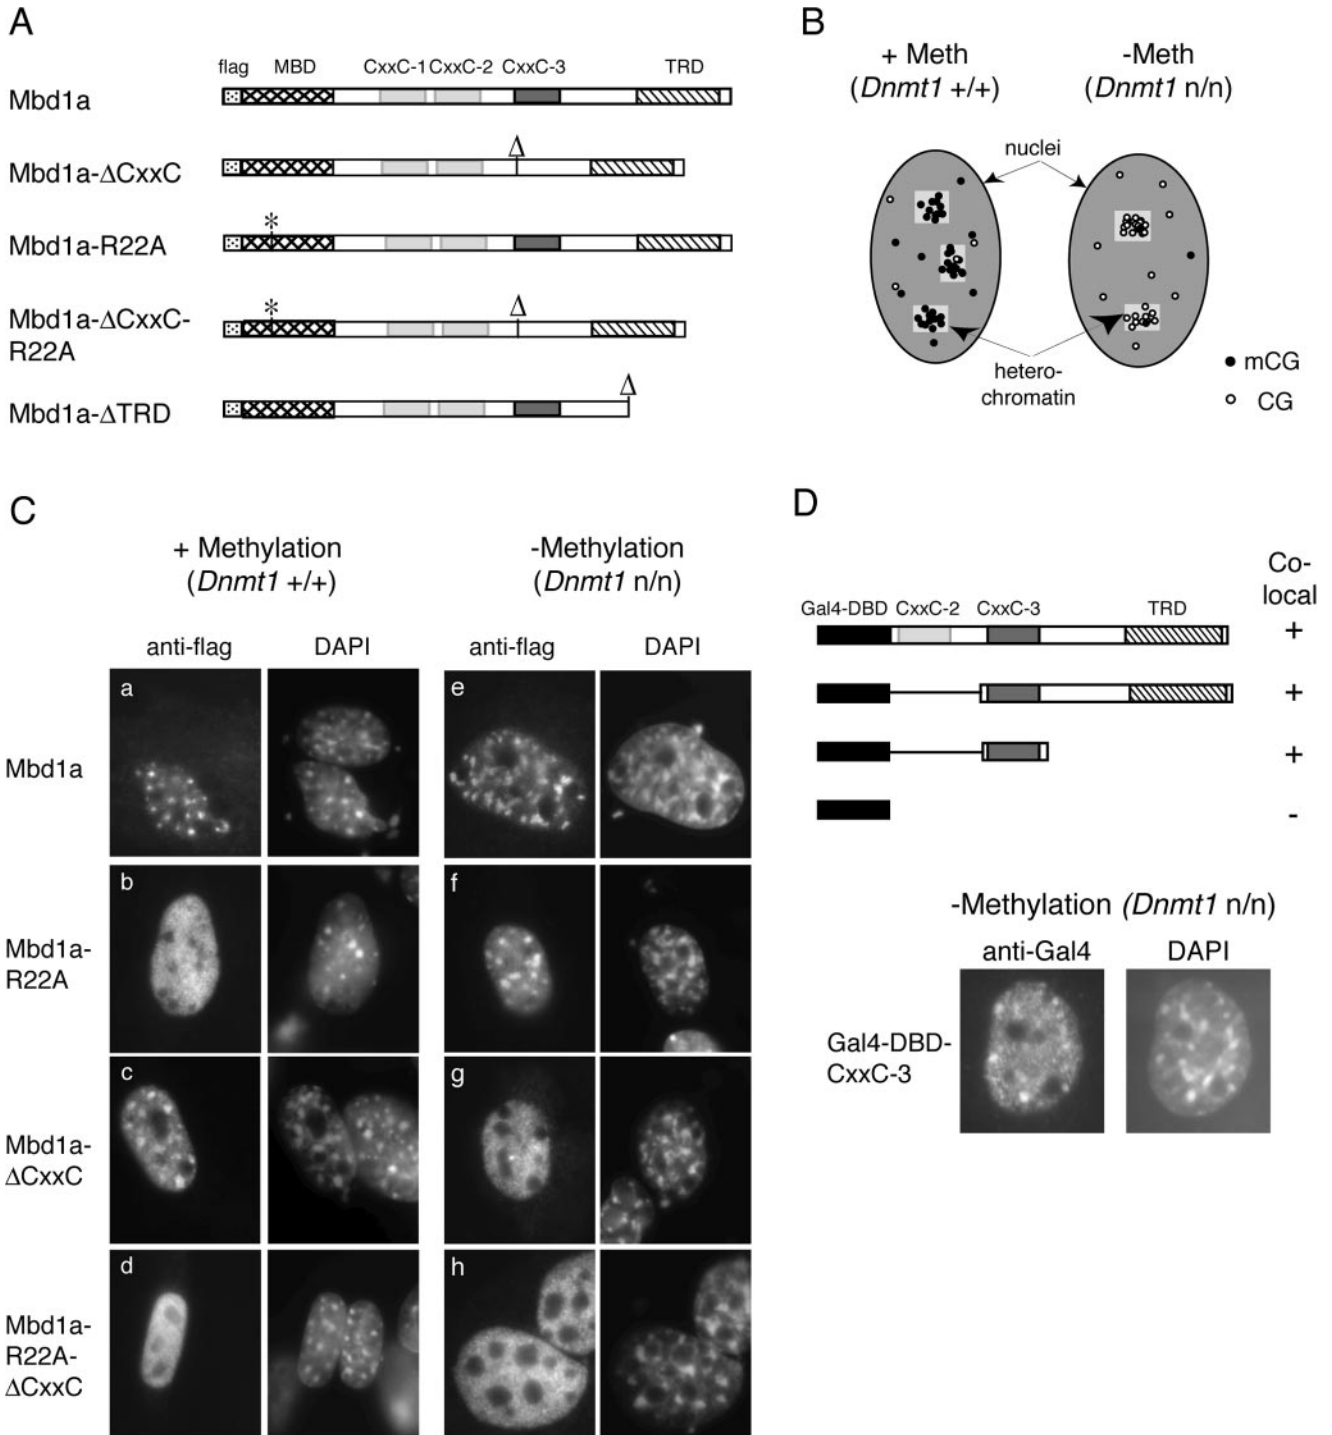 A
flag MBD CxxC-1 CxxC-2 CxxC-3 TRD
Mbd1a
Δ
Mbd1a-ΔCxxC
*
Mbd1a-R22A
* Δ
Mbd1a-ΔCxxC-
R22A
Δ
Mbd1a-ΔTRD
B
+ Meth
(Dnmt1 +/+)
-Meth
(Dnmt1 n/n)
nuclei
hetero-
chromatin
mCG
CG
C
+ Methylation
(Dnmt1 +/+)
-Methylation
(Dnmt1 n/n)
anti-flag DAPI anti-flag DAPI
a e
Mbd1a
b f
Mbd1a-
R22A
c g
Mbd1a-
ΔCxxC
d h
Mbd1a-
R22A-
ΔCxxC
D
Co-
local
Gal4-DBD CxxC-2 CxxC-3 TRD
+
+
+
-
-Methylation (Dnmt1 n/n)
anti-Gal4 DAPI
Gal4-DBD-
CxxC-3